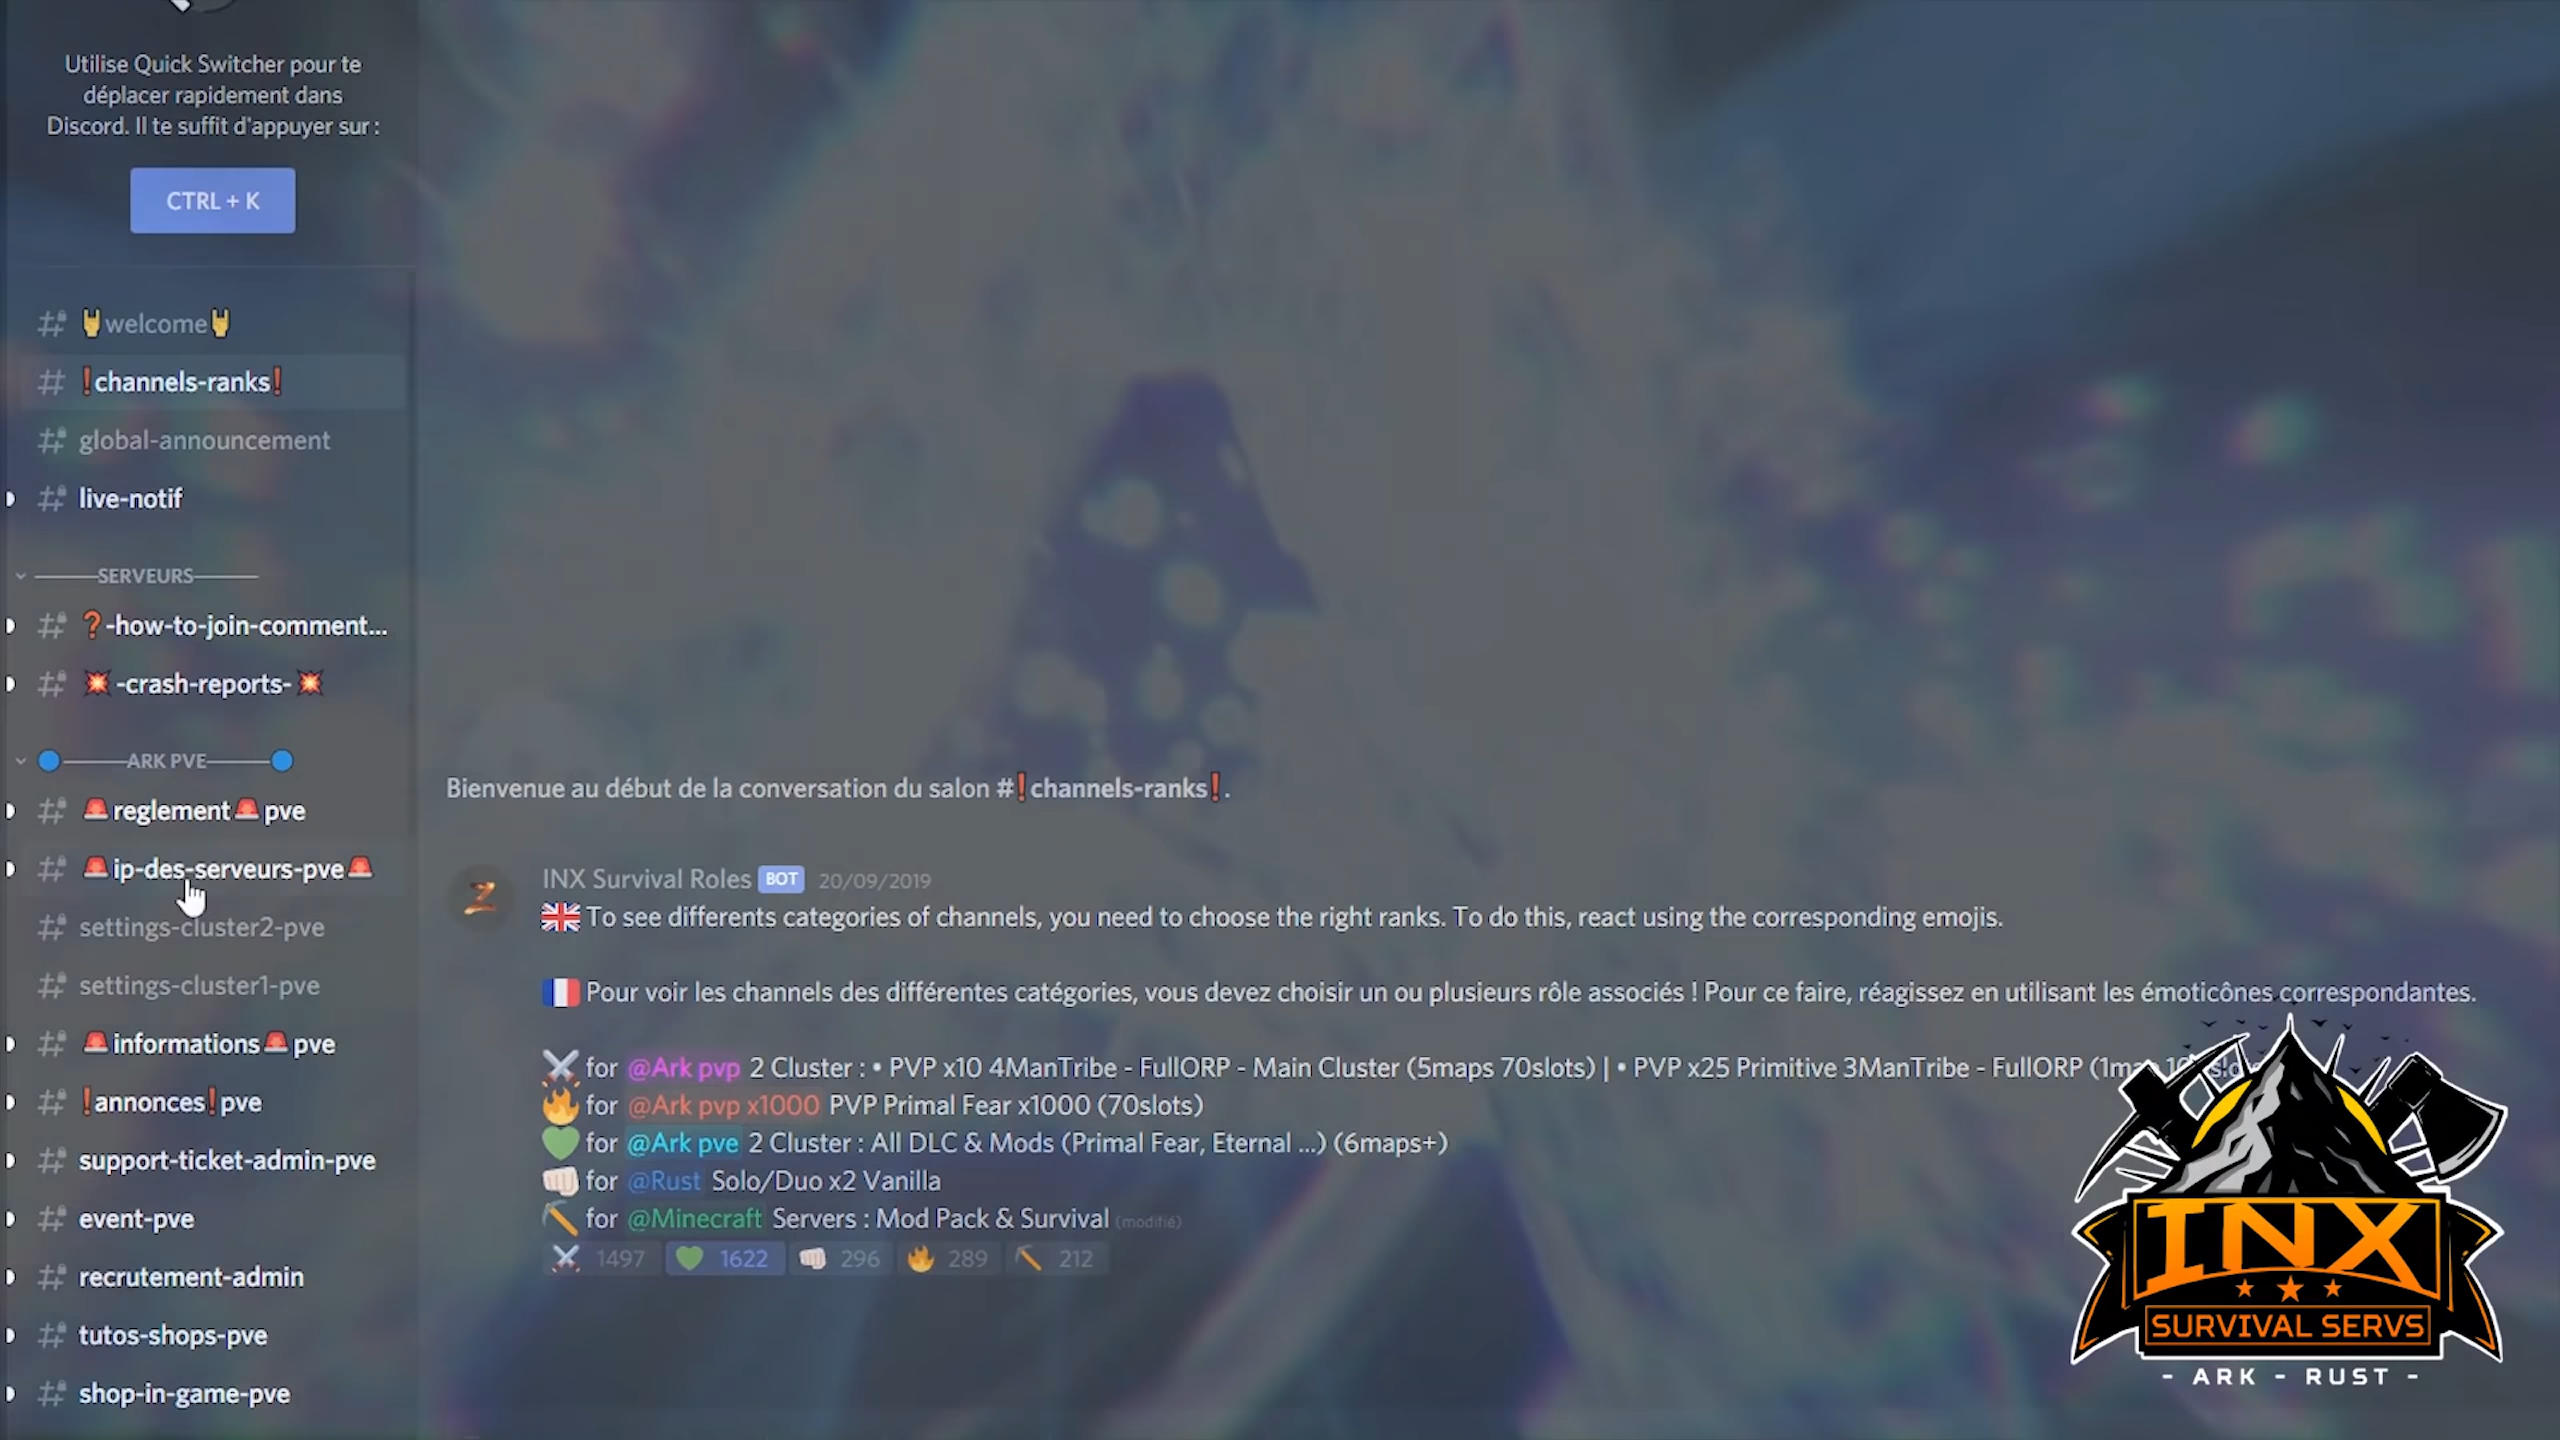 Utilise Quick Switcher pour te
déplacer rapidement dans
Discord. Il te suffit d'appuyer sur :
CTRL + K
welcome
channels-ranks
global-announcement
live-notif
SERVEURS
-how-to-join-comment...
-crash-reports-
ARK PVE
reglement pve
ip-des-serveurs-pve
settings-cluster2-pve
settings-cluster1-pve
informations pve
annonces pve
support-ticket-admin-pve
event-pve
recrutement-admin
tutos-shops-pve
shop-in-game-pve
Bienvenue au début de la conversation du salon #❗channels-ranks❗.
INX Survival Roles BOT 20/09/2019
To see differents categories of channels, you need to choose the right ranks. To do this, react using the corresponding emojis.
Pour voir les channels des différentes catégories, vous devez choisir un ou plusieurs rôle associés ! Pour ce faire, réagissez en utilisant les émoticônes correspondantes.
for @Ark pvp 2 Cluster : • PVP x10 4ManTribe - FullORP - Main Cluster (5maps 70slots) | • PVP x25 Primitive 3ManTribe - FullORP
for @Ark pvp x1000 PVP Primal Fear x1000 (70slots)
for @Ark pve 2 Cluster : All DLC & Mods (Primal Fear, Eternal ...) (6maps+)
for @Rust Solo/Duo x2 Vanilla
for @Minecraft Servers : Mod Pack & Survival (modifié)
1497 1622 296 289 212
INX
SURVIVAL SERVS
- ARK - RUST -